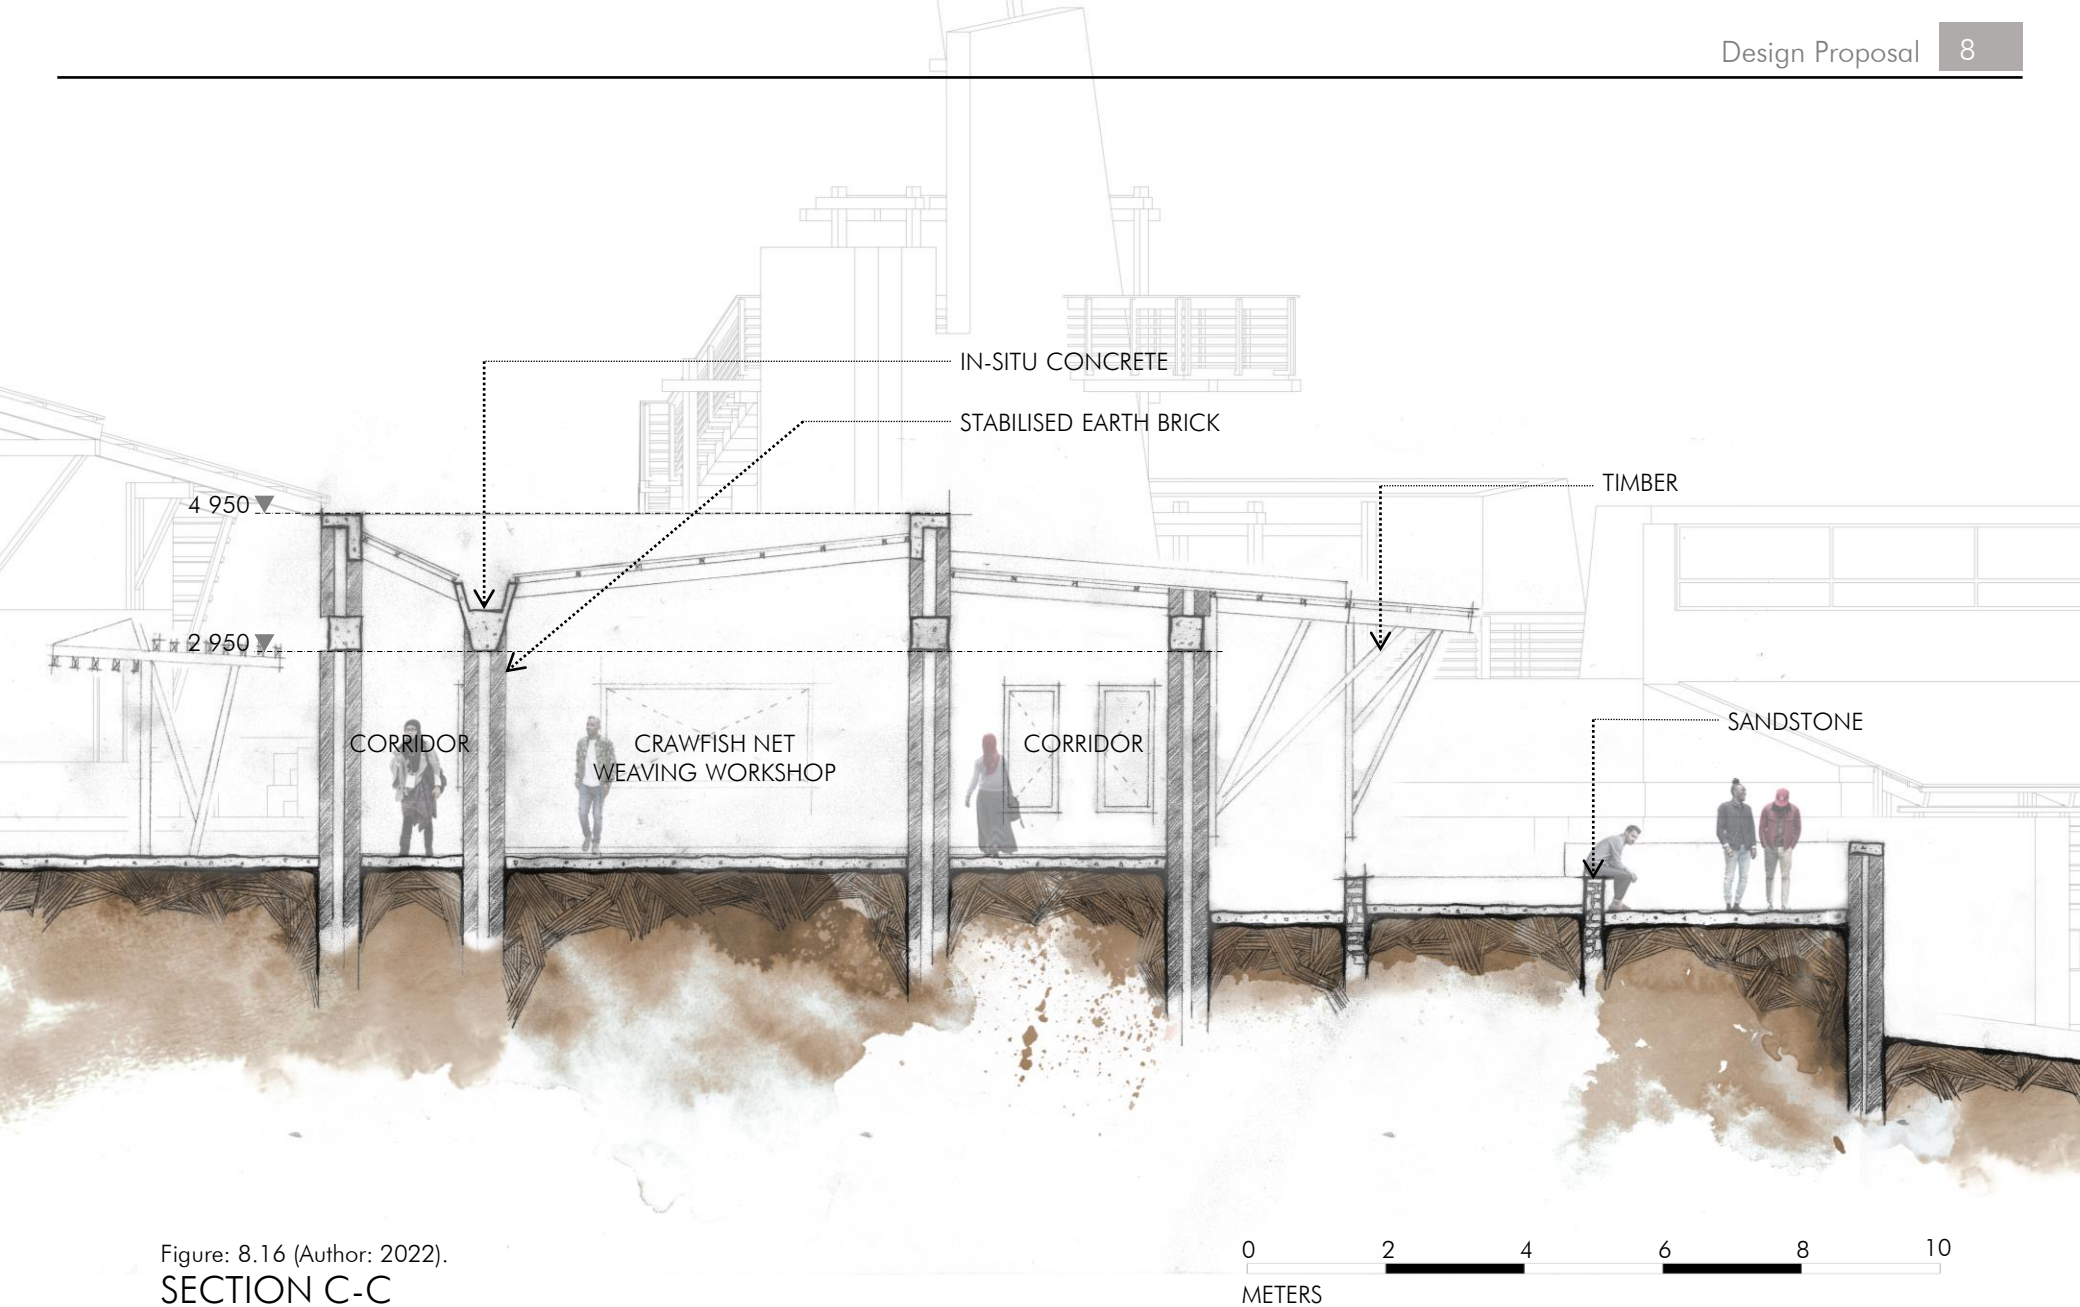 Design Proposal 8
IN-SITU CONCRETE
STABILISED EARTH BRICK
TIMBER
4 950
2 950
SANDSTONE
CORRIDOR
CRAWFISH NET
WEAVING WORKSHOP
CORRIDOR
Figure: 8.16 (Author: 2022).
SECTION C-C
0 2 4 6 8 10
METERS